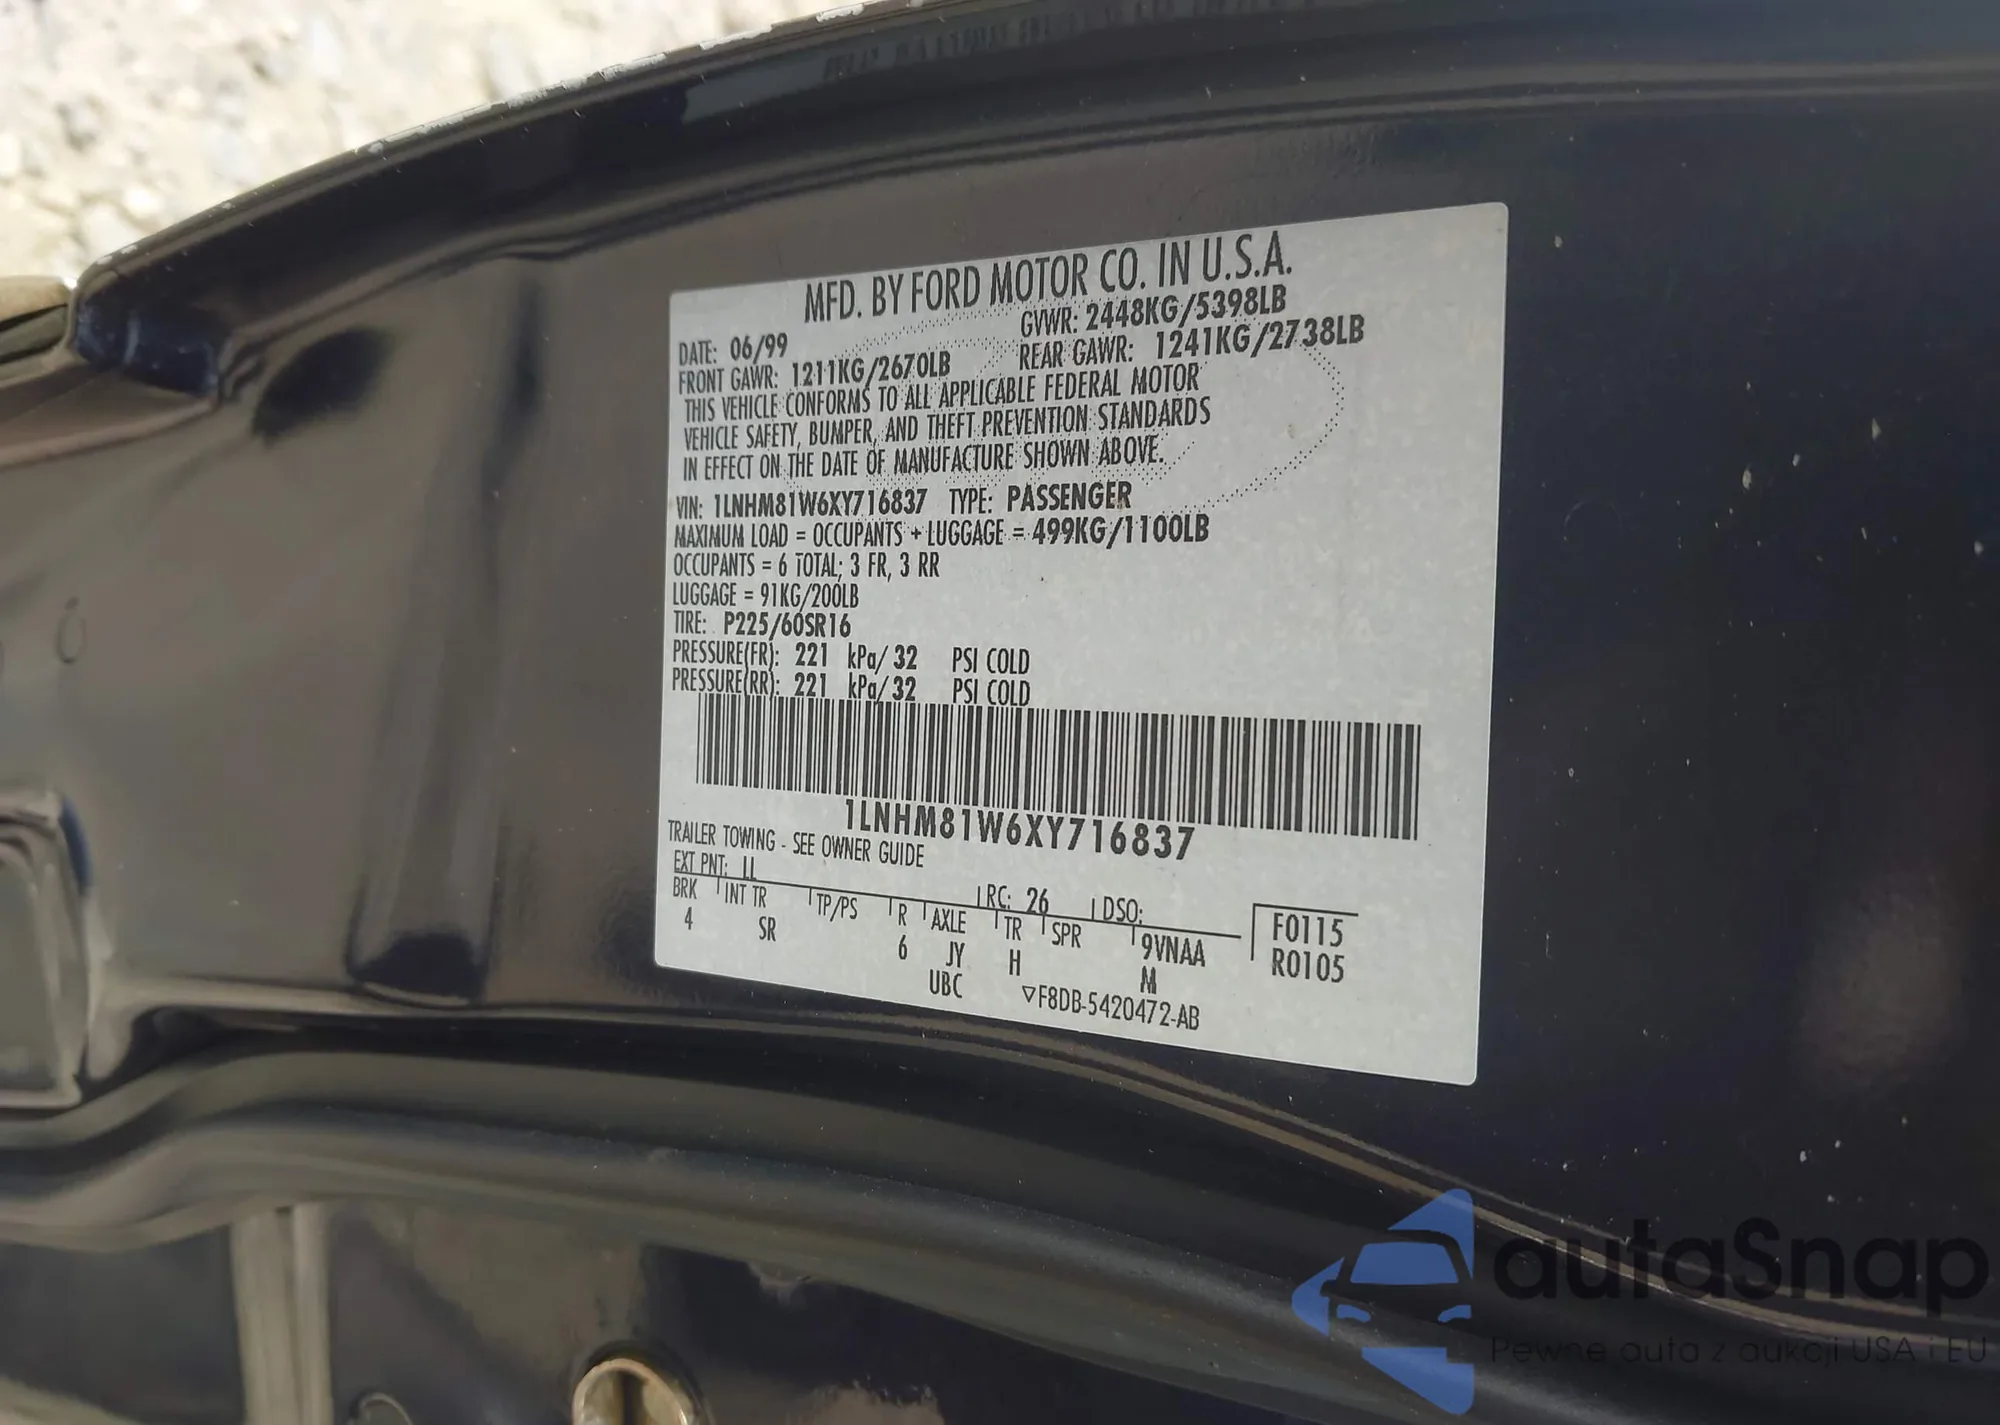 MFD. BY FORD MOTOR CO. IN U.S.A.
DATE: 06/99 GVWR: 2448KG/5398LB
FRONT GAWR: 1211KG/2670LB REAR GAWR: 1241KG/2738LB
THIS VEHICLE CONFORMS TO ALL APPLICABLE FEDERAL MOTOR
VEHICLE SAFETY, BUMPER, AND THEFT PREVENTION STANDARDS
IN EFFECT ON THE DATE OF MANUFACTURE SHOWN ABOVE.
VIN: 1LNHM81W6XY716837 TYPE: PASSENGER
MAXIMUM LOAD = OCCUPANTS + LUGGAGE = 499KG/1100LB
OCCUPANTS = 6 TOTAL; 3 FR, 3 RR
LUGGAGE = 91KG/200LB
TIRE: P225/60SR16
PRESSURE(FR): 221 kPa/ 32 PSI COLD
PRESSURE(RR): 221 kPa/ 32 PSI COLD
1LNHM81W6XY716837
TRAILER TOWING - SEE OWNER GUIDE
EXT PNT: LL RC: 26 DSO:
BRK INT TR TP/PS R AXLE TR SPR 9VNAA F0115
4 SR 6 JY H M R0105
UBC ▽F8DB-5420472-AB
autaSnap
Pewne auta z aukcji USA i EU